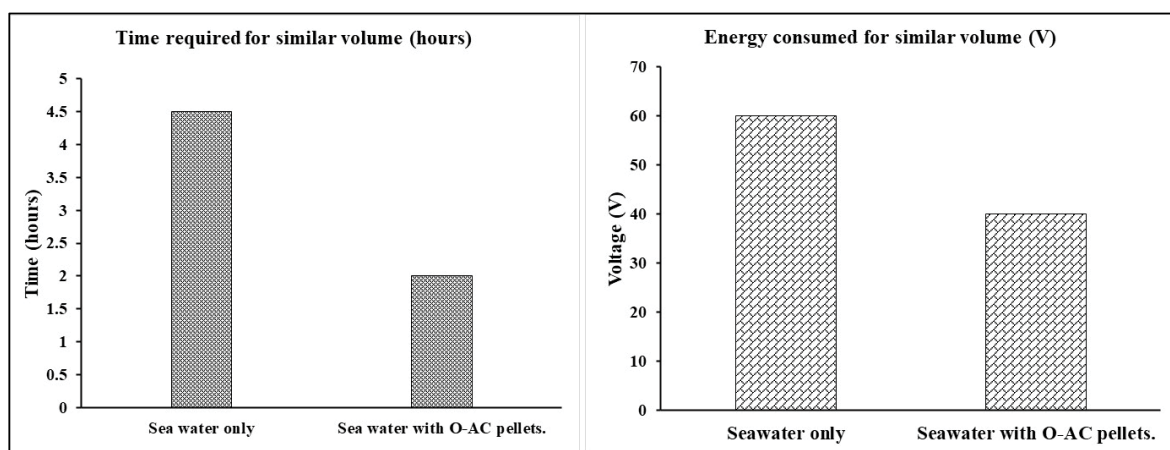 Time required for similar volume (hours)
5
4.5
4
3.5
3
2.5
2
1.5
1
0.5
0
Time (hours)
Sea water only
Sea water with O-AC pellets.
Energy consumed for similar volume (V)
70
60
50
40
30
20
10
0
Voltage (V)
Seawater only
Seawater with O-AC pellets.